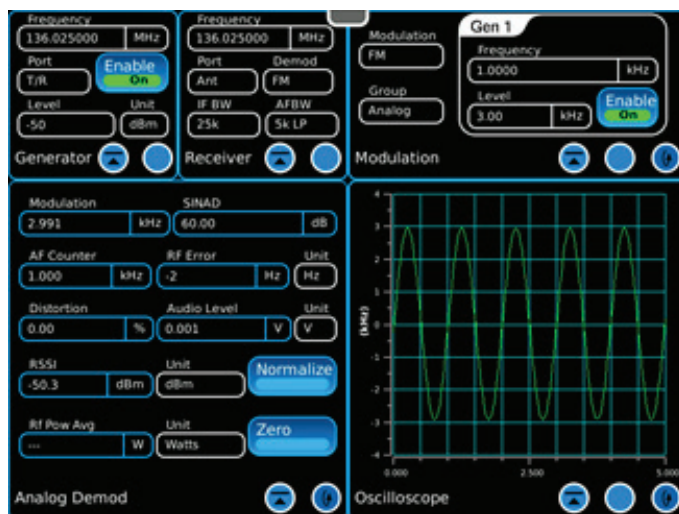 Frequency
136.025000 MHz
Port
T/R
Enable
On
Level Unit
-50 dBm
Generator
Frequency
136.025000 MHz
Port Demod
Ant FM
IF BW AFBW
25k 5k LP
Receiver
Modulation
FM
Group
Analog
Gen 1
Frequency
1.0000 kHz
Level
3.00 kHz
Enable
On
Modulation
Modulation SINAD
2.991 kHz 60.00 dB
AF Counter RF Error Unit
1.000 kHz -2 Hz Hz
Distortion Audio Level Unit
0.00 % 0.001 V V
RSSI Unit
-50.3 dBm dBm
Normalize
Rf Pow Avg Unit
--- W Watts
Zero
Analog Demod
(kHz)
4
3
2
1
0
-1
-2
-3
-4
0.000 2.500 5.000
Oscilloscope